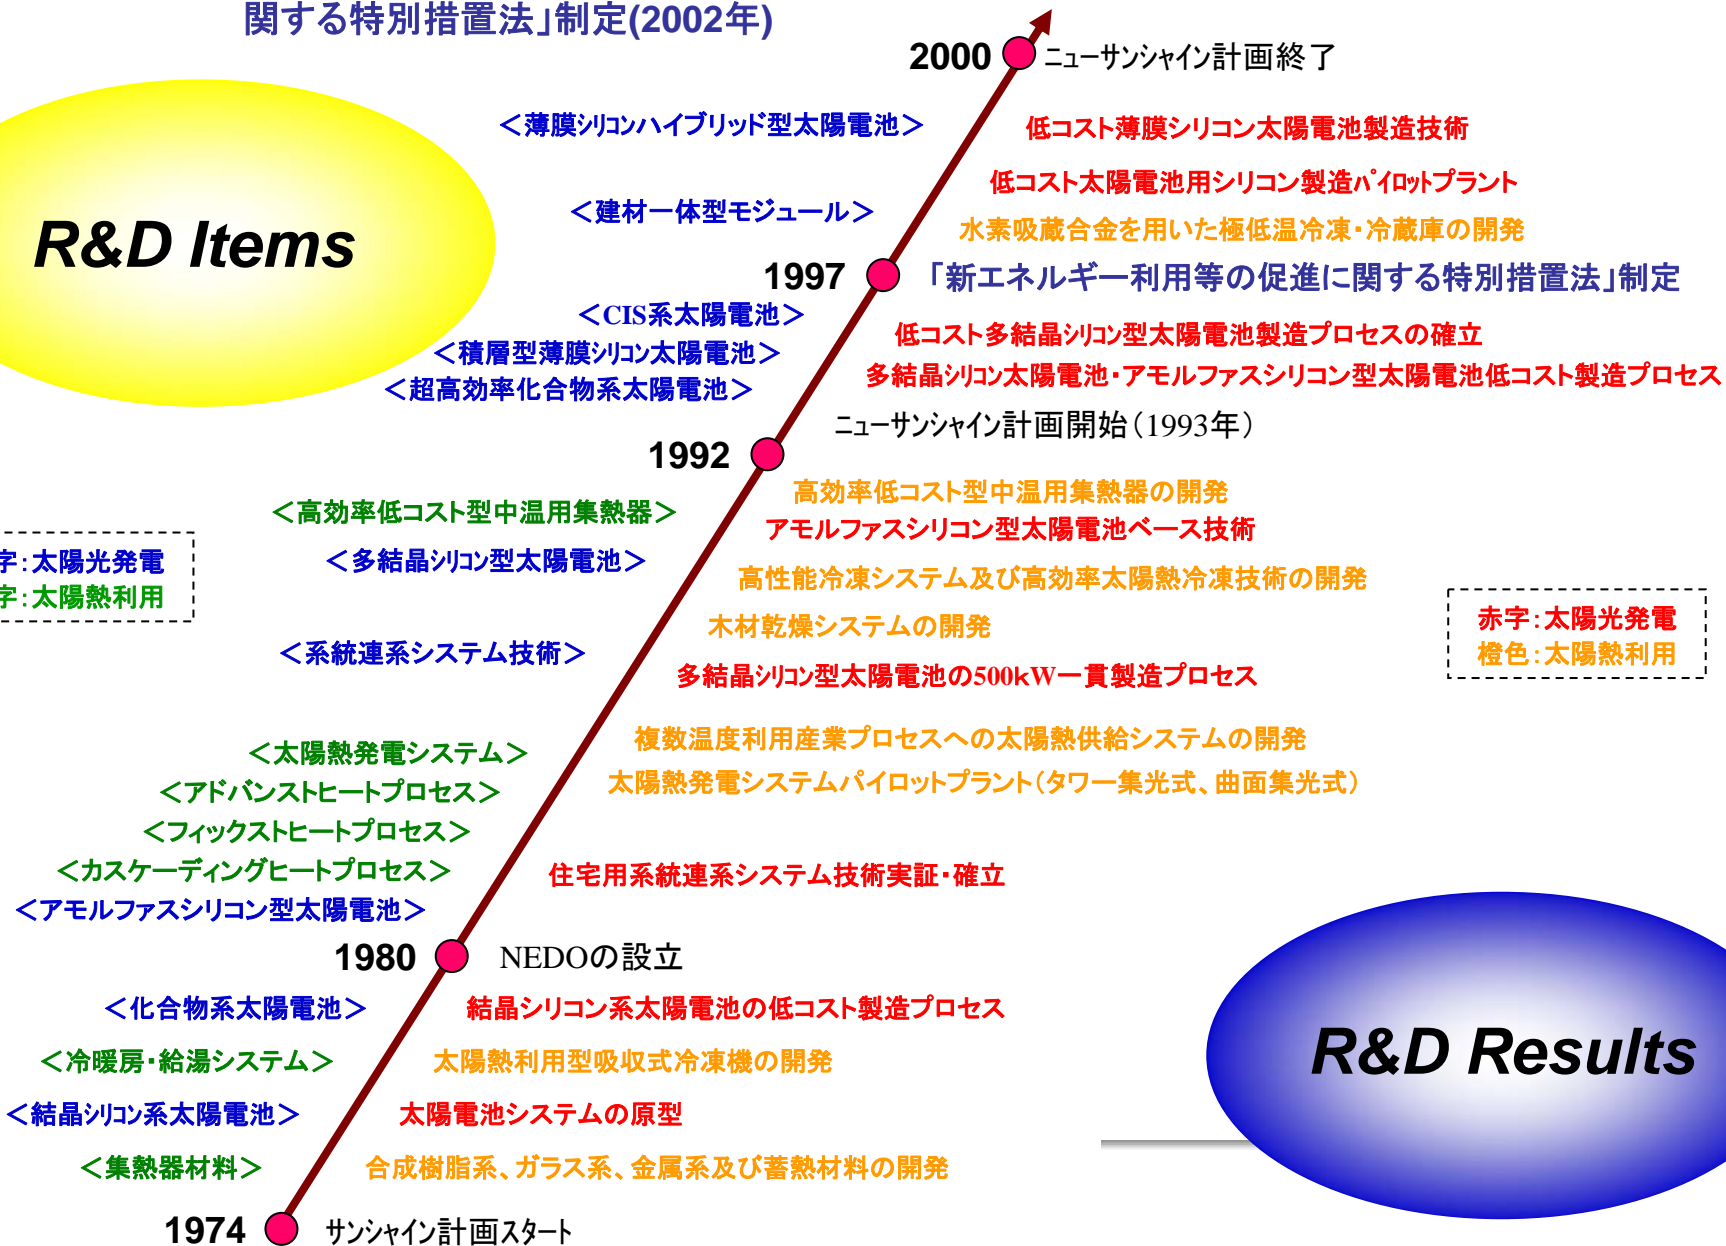 関する特別措置法」制定(2002年)
2000
ニューサンシャイン計画終了
＜薄膜シリコンハイブリッド型太陽電池＞
低コスト薄膜シリコン太陽電池製造技術
低コスト太陽電池用シリコン製造パイロットプラント
＜建材一体型モジュール＞
水素吸蔵合金を用いた極低温冷凍・冷蔵庫の開発
R&D Items
1997
「新エネルギー利用等の促進に関する特別措置法」制定
＜CIS系太陽電池＞
低コスト多結晶シリコン型太陽電池製造プロセスの確立
＜積層型薄膜シリコン太陽電池＞
多結晶シリコン太陽電池・アモルファスシリコン型太陽電池低コスト製造プロセス
＜超高効率化合物系太陽電池＞
ニューサンシャイン計画開始（1993年）
1992
高効率低コスト型中温用集熱器の開発
＜高効率低コスト型中温用集熱器＞
アモルファスシリコン型太陽電池ベース技術
字：太陽光発電
字：太陽熱利用
＜多結晶シリコン型太陽電池＞
高性能冷凍システム及び高効率太陽熱冷凍技術の開発
木材乾燥システムの開発
赤字：太陽光発電
橙色：太陽熱利用
＜系統連系システム技術＞
多結晶シリコン型太陽電池の500kW一貫製造プロセス
複数温度利用産業プロセスへの太陽熱供給システムの開発
＜太陽熱発電システム＞
太陽熱発電システムパイロットプラント（タワー集光式、曲面集光式）
＜アドバンストヒートプロセス＞
＜フィックストヒートプロセス＞
＜カスケーディングヒートプロセス＞
住宅用系統連系システム技術実証・確立
＜アモルファスシリコン型太陽電池＞
1980
NEDOの設立
＜化合物系太陽電池＞
結晶シリコン系太陽電池の低コスト製造プロセス
R&D Results
＜冷暖房・給湯システム＞
太陽熱利用型吸収式冷凍機の開発
＜結晶シリコン系太陽電池＞
太陽電池システムの原型
＜集熱器材料＞
合成樹脂系、ガラス系、金属系及び蓄熱材料の開発
1974
サンシャイン計画スタート